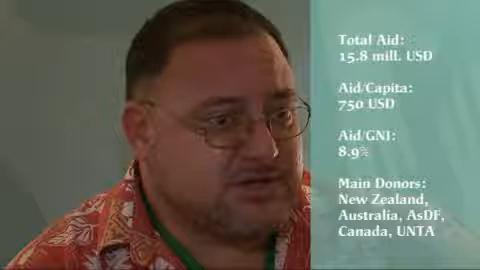 Total Aid:
15.8 mill. USD
Aid/Capita:
750 USD
Aid/GNI:
8.9%
Main Donors:
New Zealand,
Australia, AsDF,
Canada, UNTA